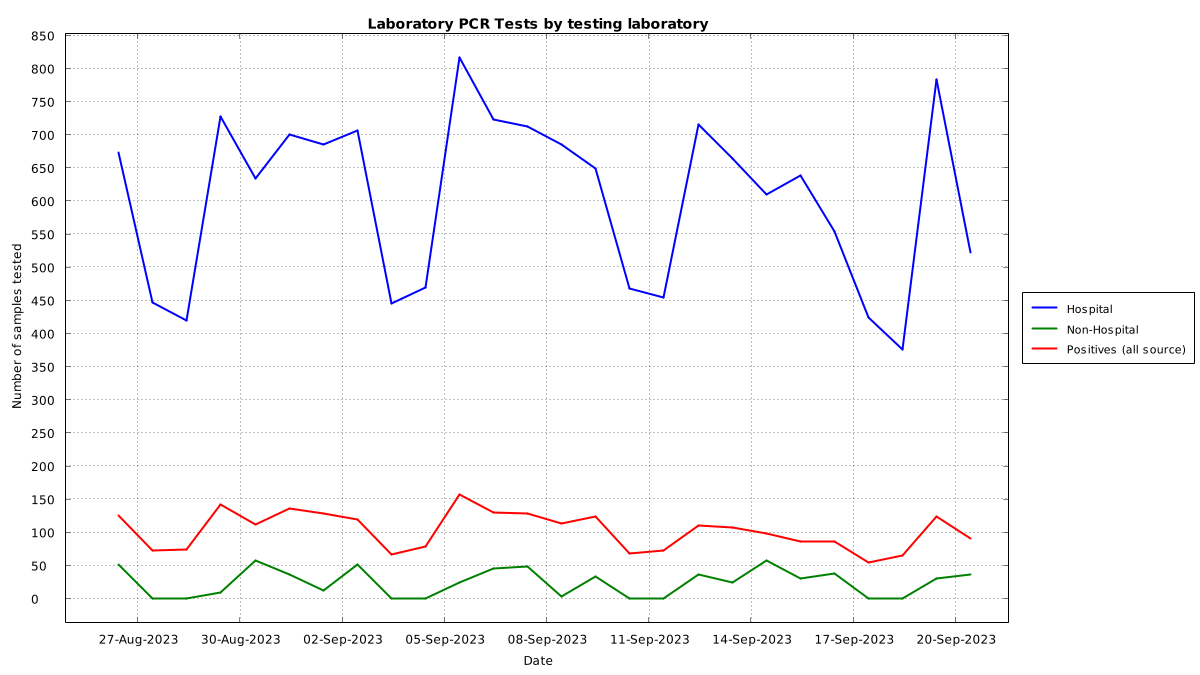 Laboratory PCR Tests by testing laboratory
850
800
750
700
650
600
550
500
450
400
350
300
250
200
150
100
50
0
Number of samples tested
27-Aug-2023 30-Aug-2023 02-Sep-2023 05-Sep-2023 08-Sep-2023 11-Sep-2023 14-Sep-2023 17-Sep-2023 20-Sep-2023
Date
Hospital
Non-Hospital
Positives (all source)